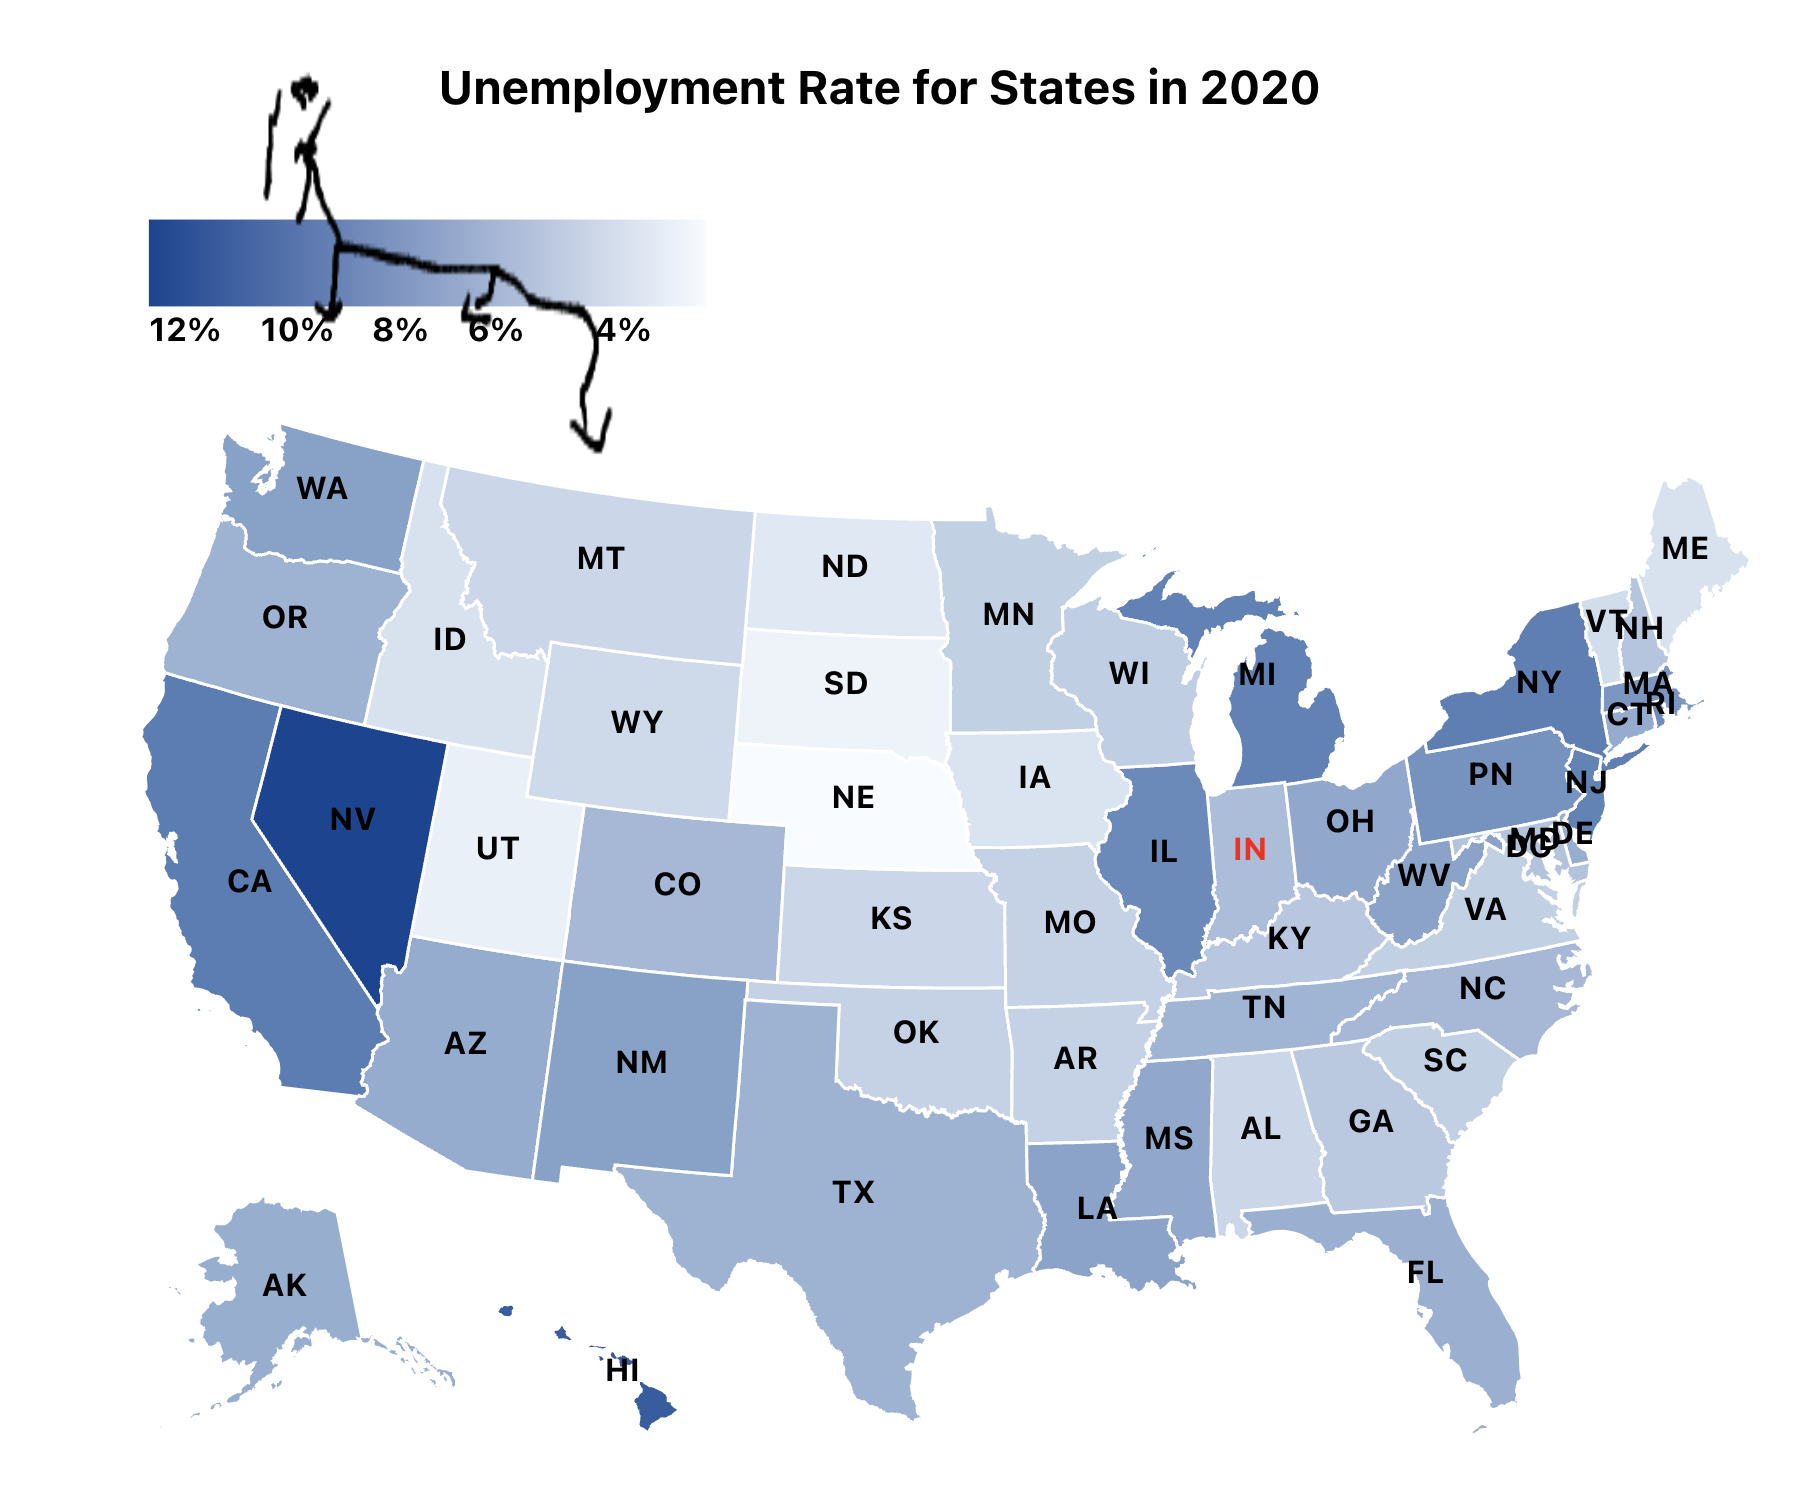 Unemployment Rate for States in 2020
12% 10% 8% 6% 4%
WA
ME
MT
ND
MN
OR
VT
NH
ID
WI
MI
SD
NY
MA
RI
CT
WY
IA
PN
NJ
NE
NV
OH
MD
DE
DC
UT
IL
IN
CA
CO
WV
KS
MO
VA
KY
NC
TN
OK
AZ
NM
AR
SC
MS
AL
GA
TX
LA
FL
AK
HI